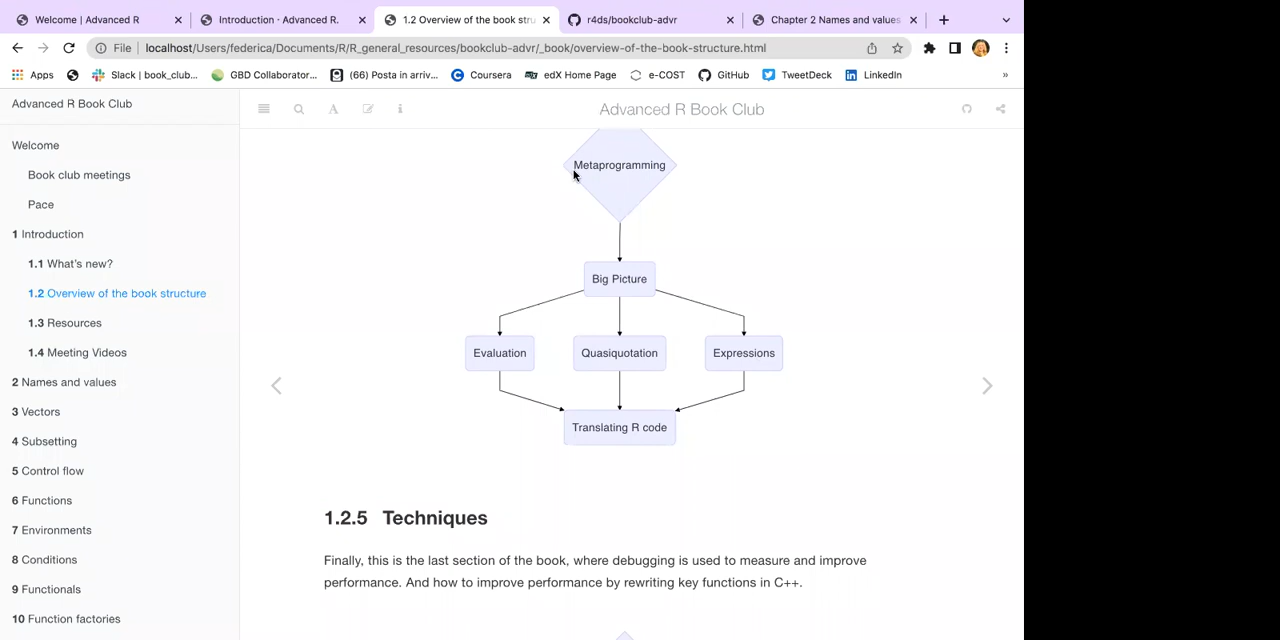 Welcome | Advanced R
Introduction · Advanced R.
1.2 Overview of the book stru
r4ds/bookclub-advr
Chapter 2 Names and values
File
localhost/Users/federica/Documents/R/R_general_resources/bookclub-advr/_book/overview-of-the-book-structure.html
Apps
Slack | book_club...
GBD Collaborator...
(66) Posta in arriv...
Coursera
edX Home Page
e-COST
GitHub
TweetDeck
LinkedIn
»
Advanced R Book Club
Welcome
Book club meetings
Pace
1 Introduction
1.1 What's new?
1.2 Overview of the book structure
1.3 Resources
1.4 Meeting Videos
2 Names and values
3 Vectors
4 Subsetting
5 Control flow
6 Functions
7 Environments
8 Conditions
9 Functionals
10 Function factories
Advanced R Book Club
Metaprogramming
Big Picture
Evaluation
Quasiquotation
Expressions
Translating R code
1.2.5 Techniques
Finally, this is the last section of the book, where debugging is used to measure and improve
performance. And how to improve performance by rewriting key functions in C++.